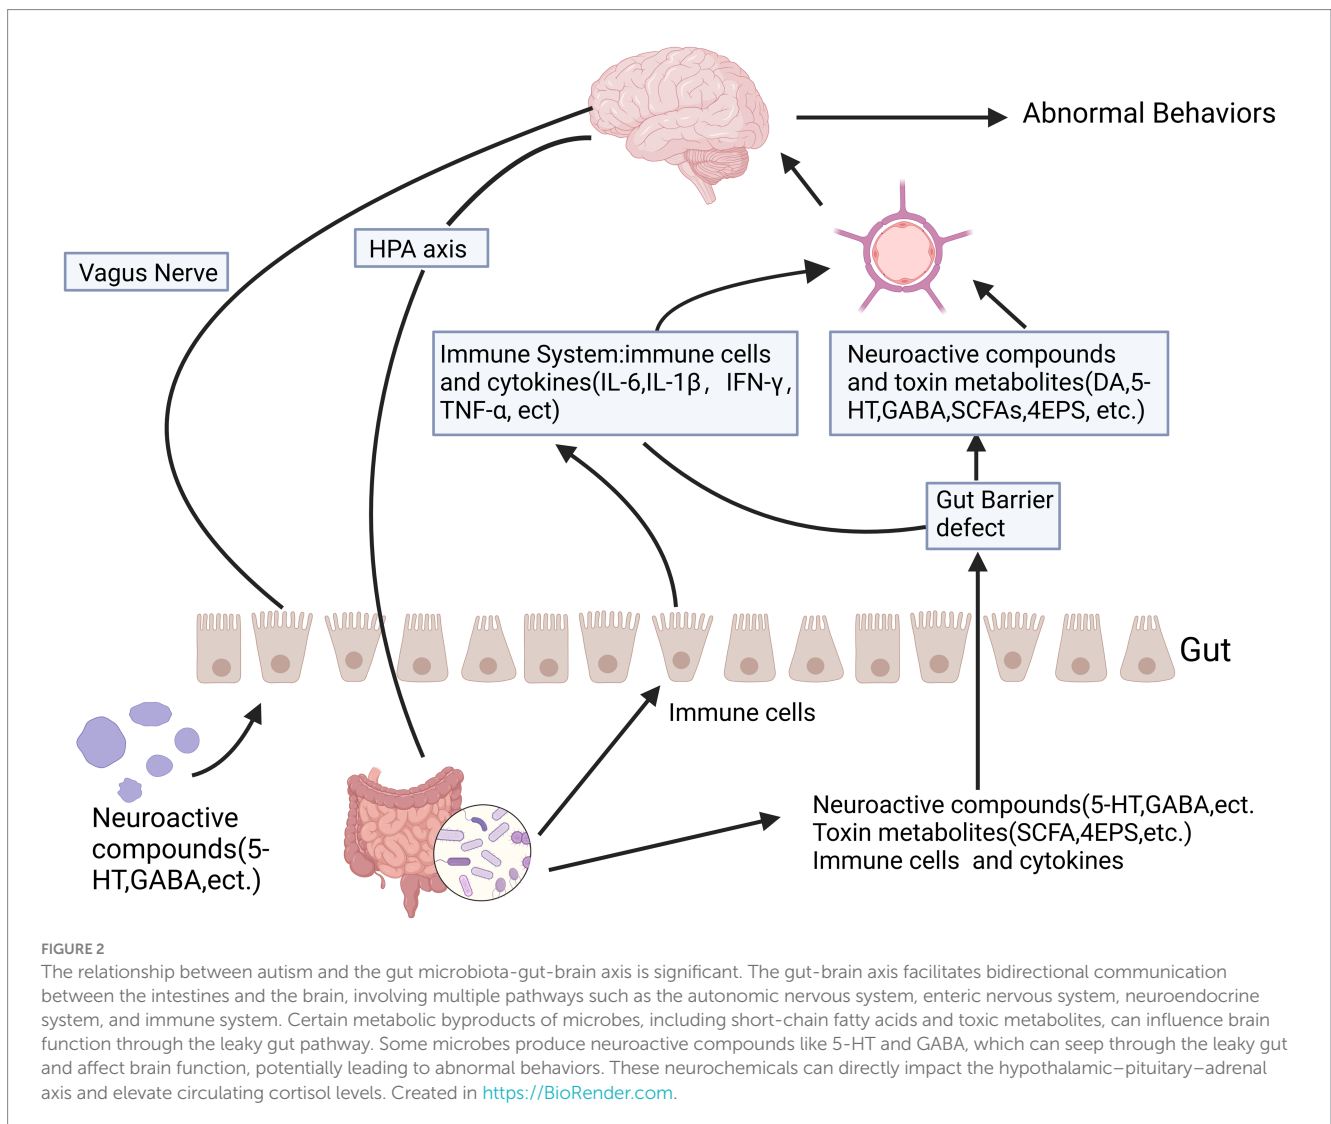 Abnormal Behaviors
HPA axis
Vagus Nerve
Immune System:immune cells
and cytokines(IL-6,IL-1β, IFN-γ,
TNF-α, ect)
Neuroactive compounds
and toxin metabolites(DA,5-
HT,GABA,SCFAs,4EPS, etc.)
Gut Barrier
defect
Gut
Immune cells
Neuroactive
compounds(5-
HT,GABA,ect.)
Neuroactive compounds(5-HT,GABA,ect.
Toxin metabolites(SCFA,4EPS,etc.)
Immune cells and cytokines
FIGURE 2
The relationship between autism and the gut microbiota-gut-brain axis is significant. The gut-brain axis facilitates bidirectional communication
between the intestines and the brain, involving multiple pathways such as the autonomic nervous system, enteric nervous system, neuroendocrine
system, and immune system. Certain metabolic byproducts of microbes, including short-chain fatty acids and toxic metabolites, can influence brain
function through the leaky gut pathway. Some microbes produce neuroactive compounds like 5-HT and GABA, which can seep through the leaky gut
and affect brain function, potentially leading to abnormal behaviors. These neurochemicals can directly impact the hypothalamic–pituitary–adrenal
axis and elevate circulating cortisol levels. Created in https://BioRender.com.